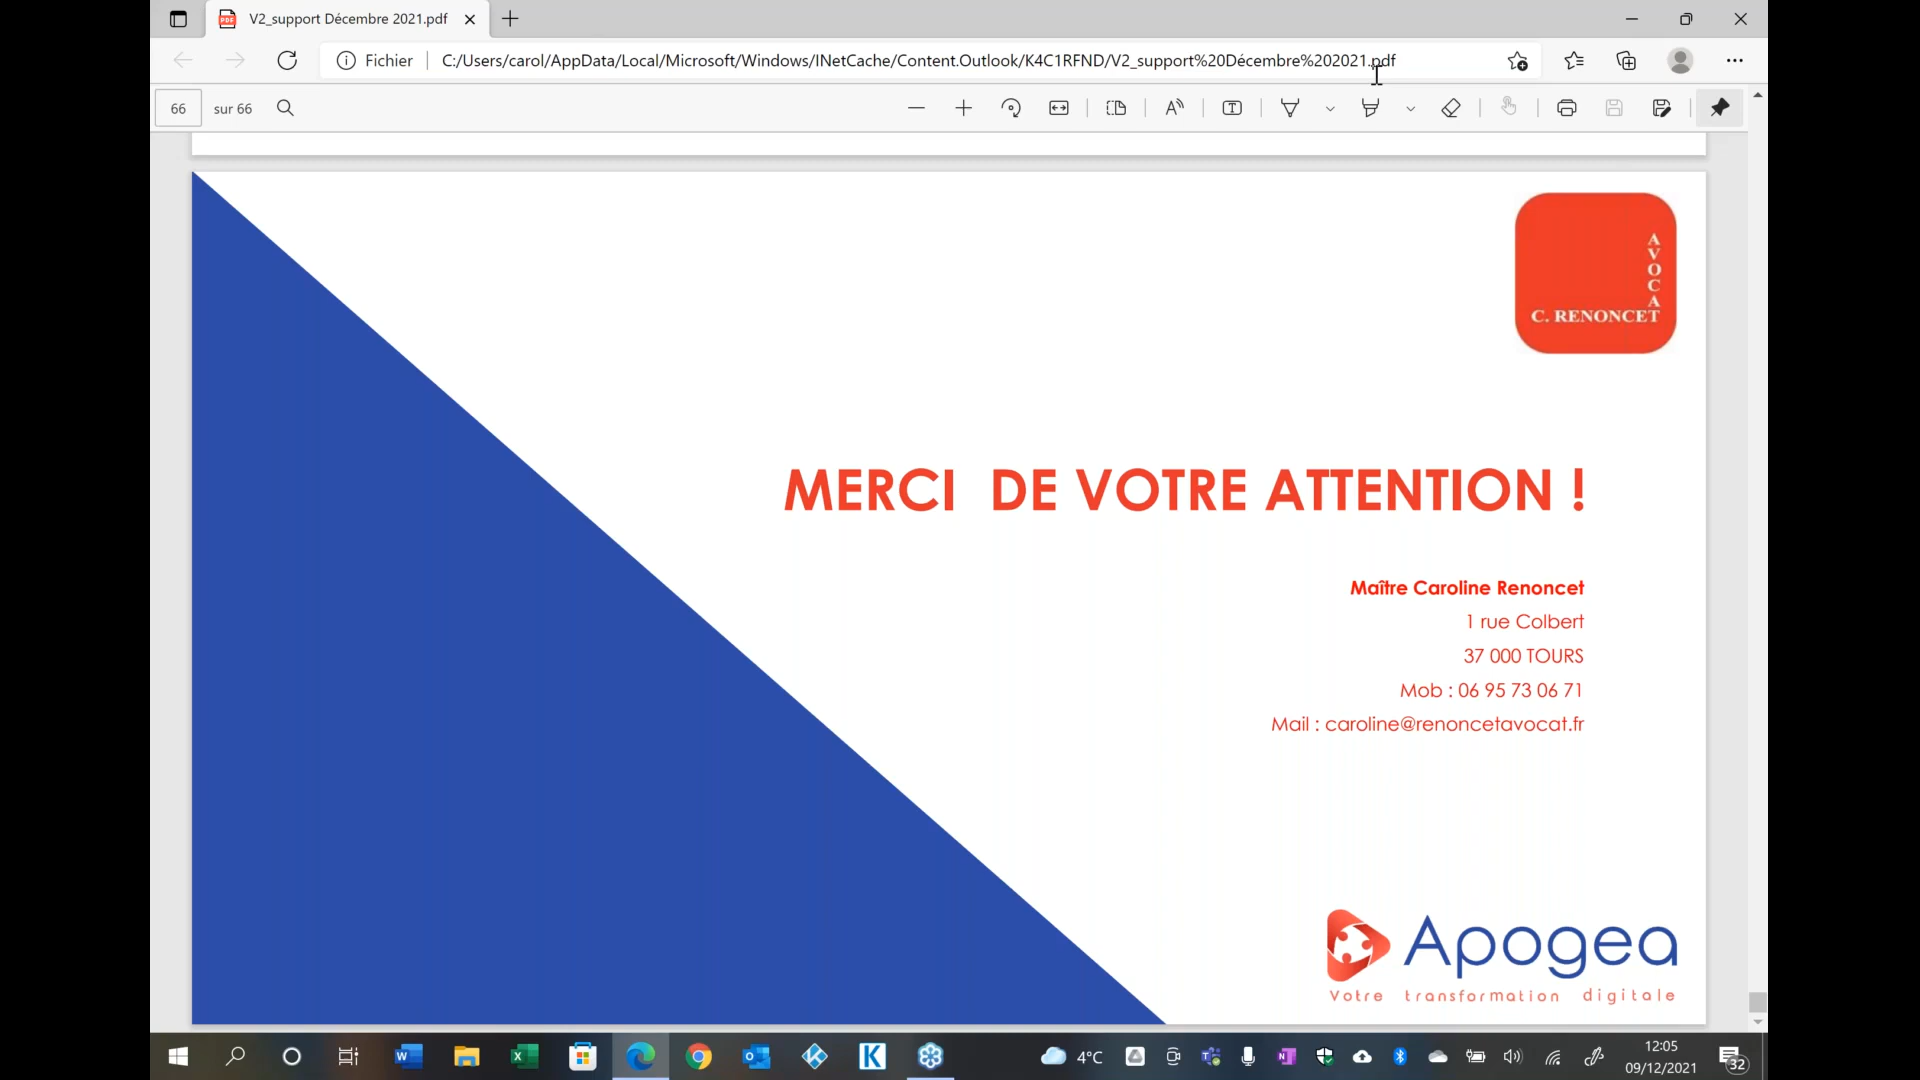 V2_support Décembre 2021.pdf
Fichier
C:/Users/carol/AppData/Local/Microsoft/Windows/INetCache/Content.Outlook/K4C1RFND/V2_support%20Décembre%202021.pdf
66 sur 66
AVOCAT
C. RENONCET
MERCI DE VOTRE ATTENTION !
Maître Caroline Renoncet
1 rue Colbert
37 000 TOURS
Mob : 06 95 73 06 71
Mail : caroline@renoncetavocat.fr
Apogea
Votre transformation digitale
4°C
12:05
09/12/2021
32